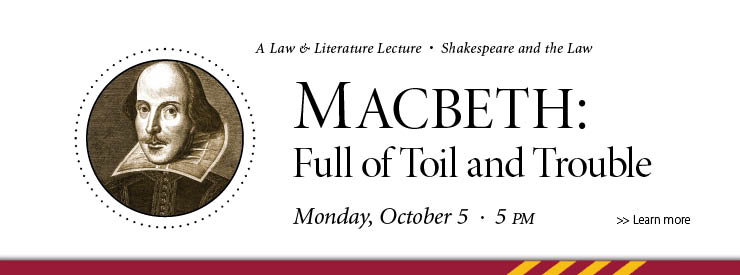 A Law & Literature Lecture • Shakespeare and the Law
MACBETH:
Full of Toil and Trouble
Monday, October 5 · 5 PM
>> Learn more